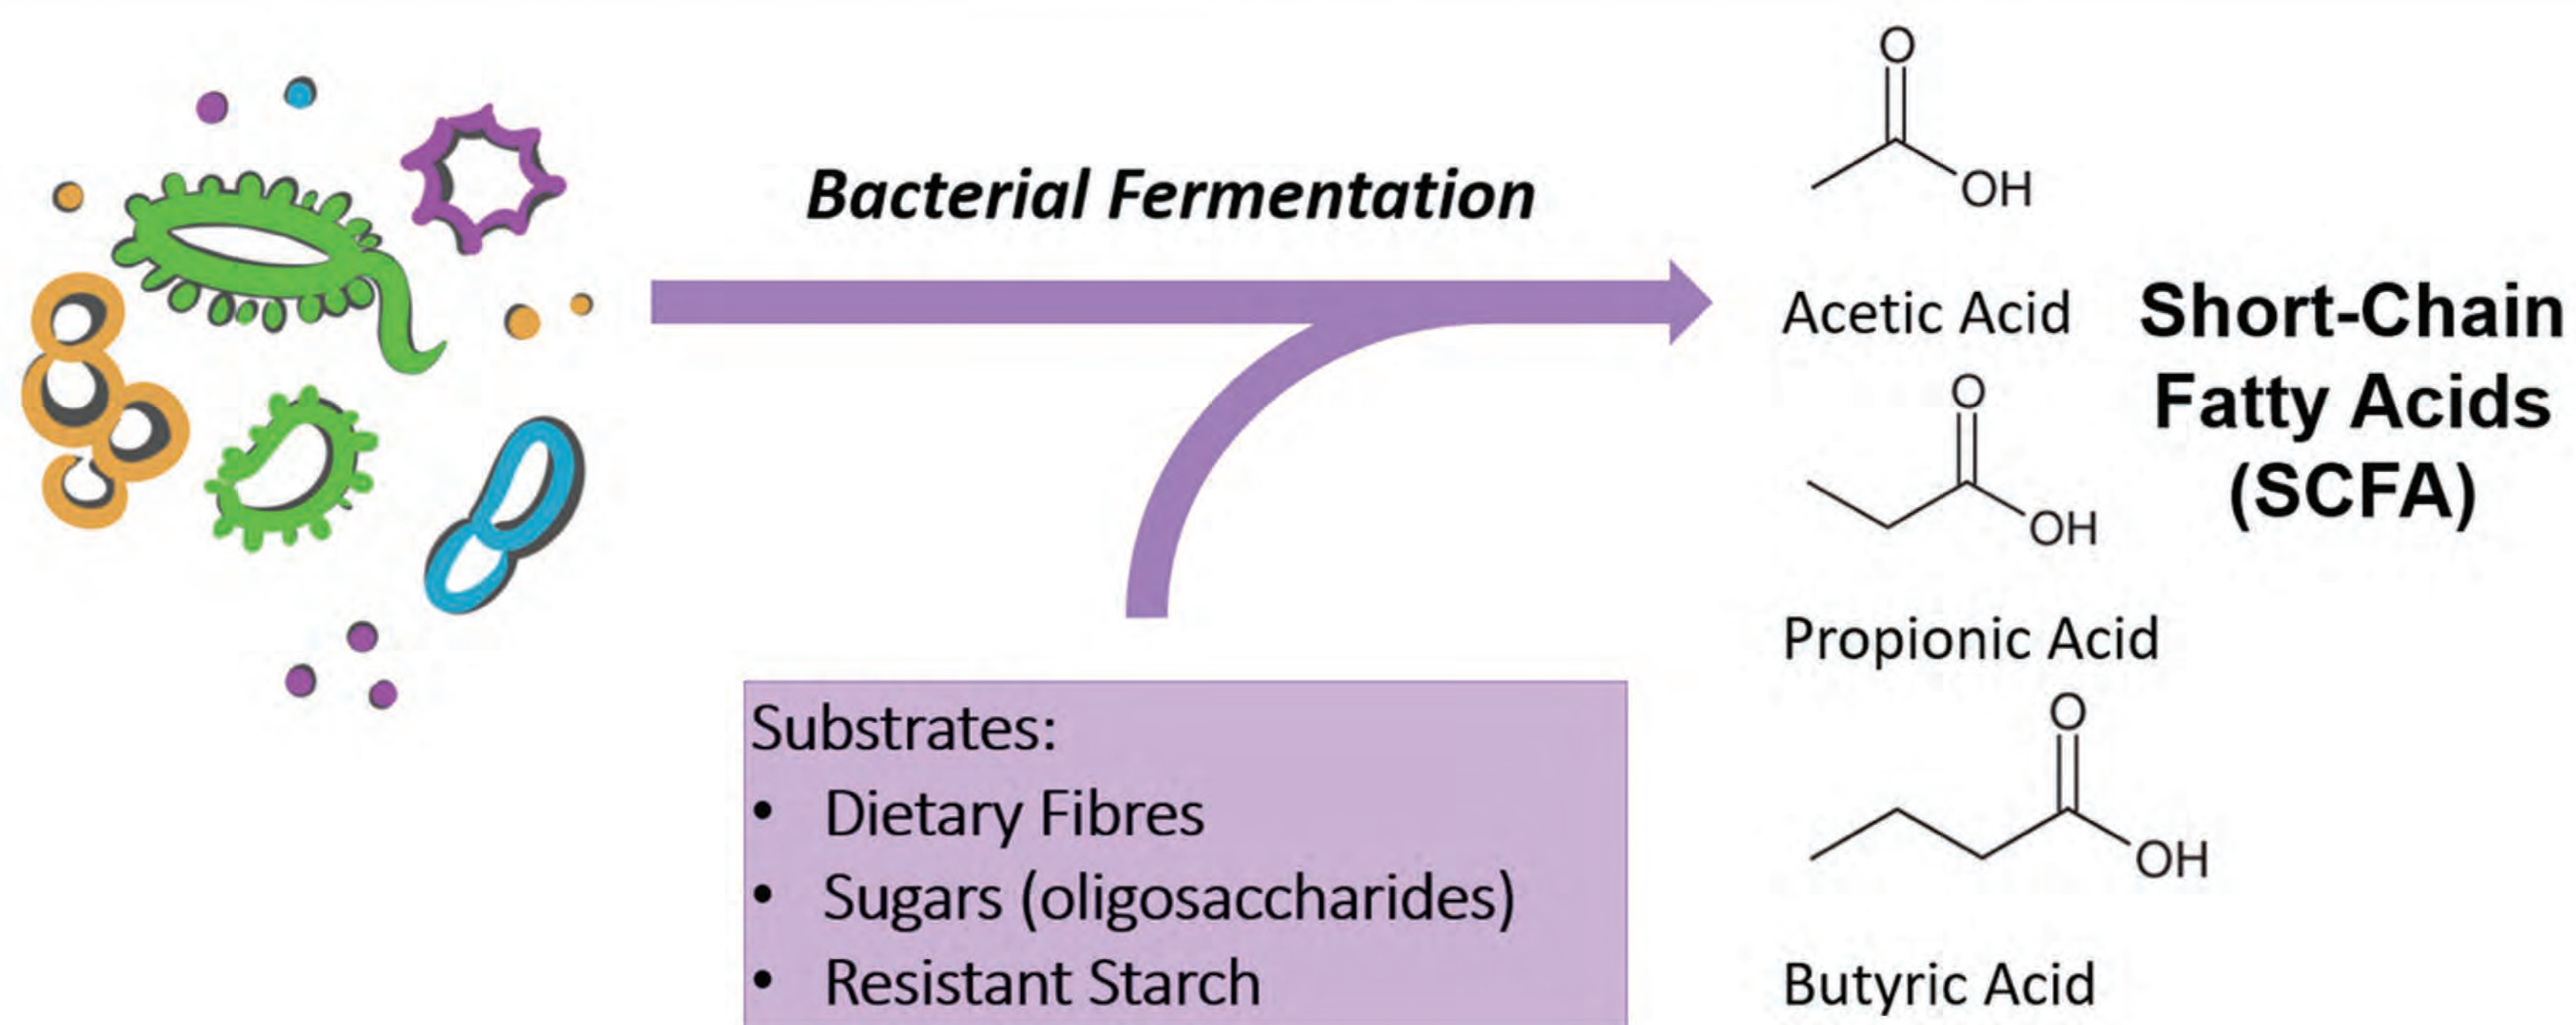 Bacterial Fermentation
Substrates:
• Dietary Fibres
• Sugars (oligosaccharides)
• Resistant Starch
O
OH
Acetic Acid
O
OH
Propionic Acid
O
OH
Butyric Acid
Short-Chain
Fatty Acids
(SCFA)